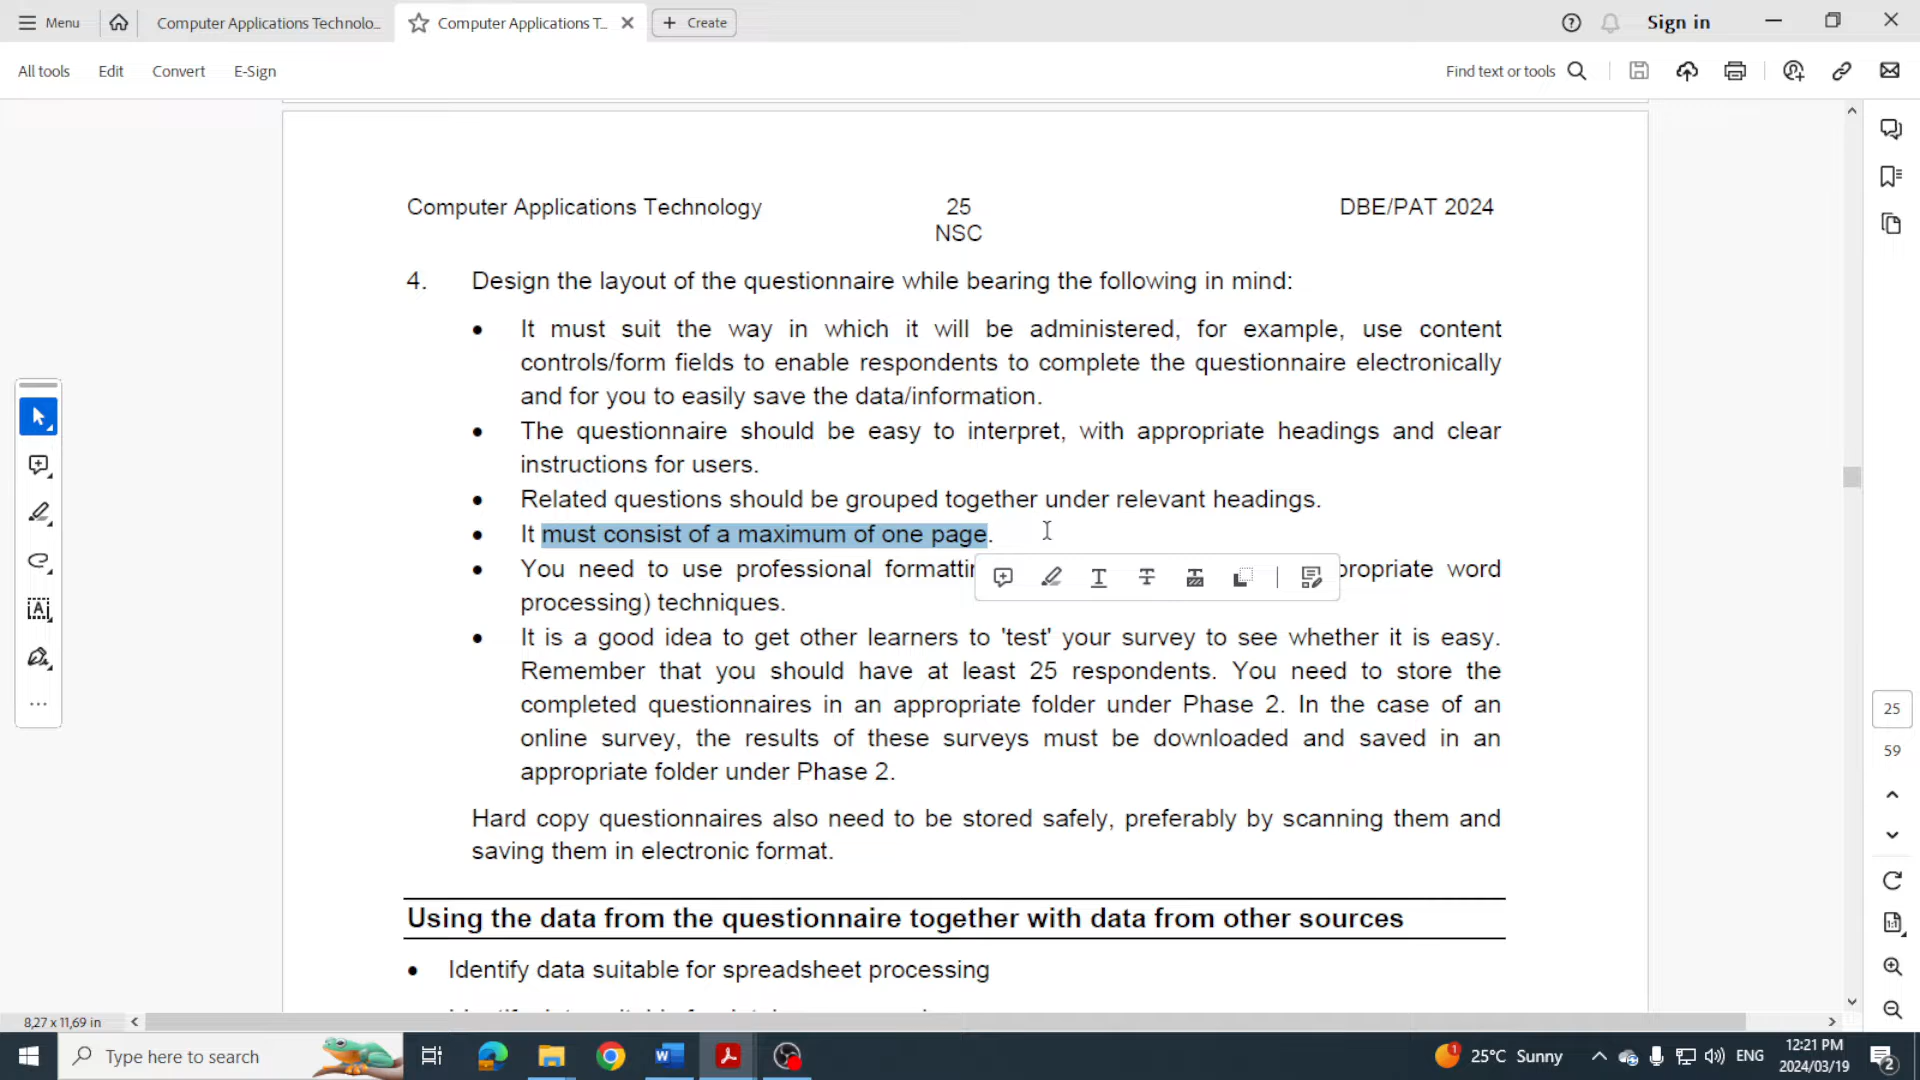 Menu
Computer Applications Technolo...
Computer Applications T...
Create
Sign in
All tools
Edit
Convert
E-Sign
Find text or tools
Computer Applications Technology
25
DBE/PAT 2024
NSC
4. Design the layout of the questionnaire while bearing the following in mind:
• It must suit the way in which it will be administered, for example, use content
controls/form fields to enable respondents to complete the questionnaire electronically
and for you to easily save the data/information.
• The questionnaire should be easy to interpret, with appropriate headings and clear
instructions for users.
• Related questions should be grouped together under relevant headings.
• It must consist of a maximum of one page.
• You need to use professional word
processing) techniques.
• It is a good idea to get other learners to 'test' your survey to see whether it is easy.
Remember that you should have at least 25 respondents. You need to store the
completed questionnaires in an appropriate folder under Phase 2. In the case of an
online survey, the results of these surveys must be downloaded and saved in an
appropriate folder under Phase 2.
Hard copy questionnaires also need to be stored safely, preferably by scanning them and
saving them in electronic format.
Using the data from the questionnaire together with data from other sources
• Identify data suitable for spreadsheet processing
25
59
8,27 x 11,69 in
Type here to search
25°C Sunny
ENG
12:21 PM
2024/03/19
2